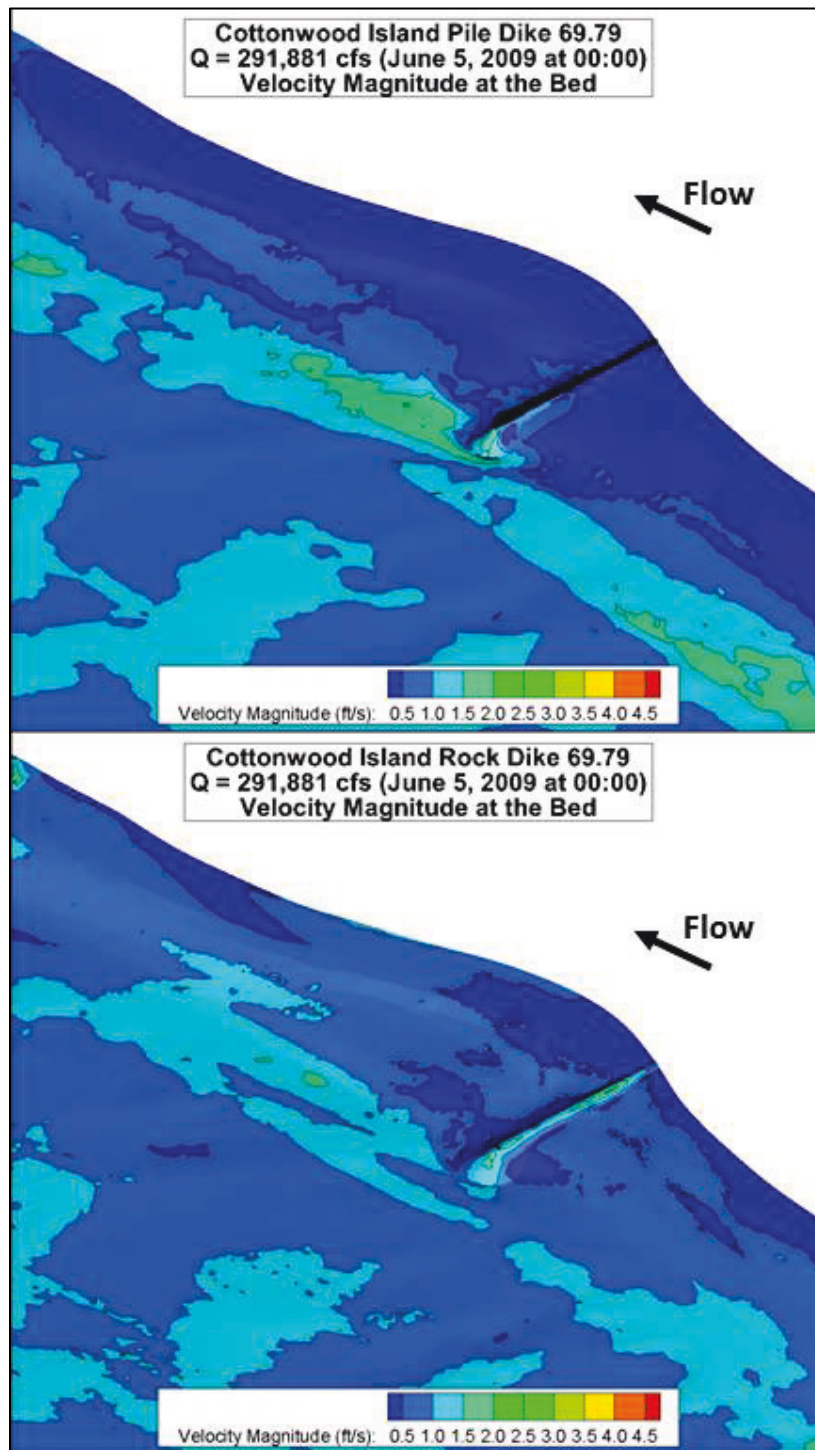 Cottonwood Island Pile Dike 69.79
Q = 291,881 cfs (June 5, 2009 at 00:00)
Velocity Magnitude at the Bed
Flow
Velocity Magnitude (ft/s): 0.5 1.0 1.5 2.0 2.5 3.0 3.5 4.0 4.5
Cottonwood Island Rock Dike 69.79
Q = 291,881 cfs (June 5, 2009 at 00:00)
Velocity Magnitude at the Bed
Flow
Velocity Magnitude (ft/s): 0.5 1.0 1.5 2.0 2.5 3.0 3.5 4.0 4.5